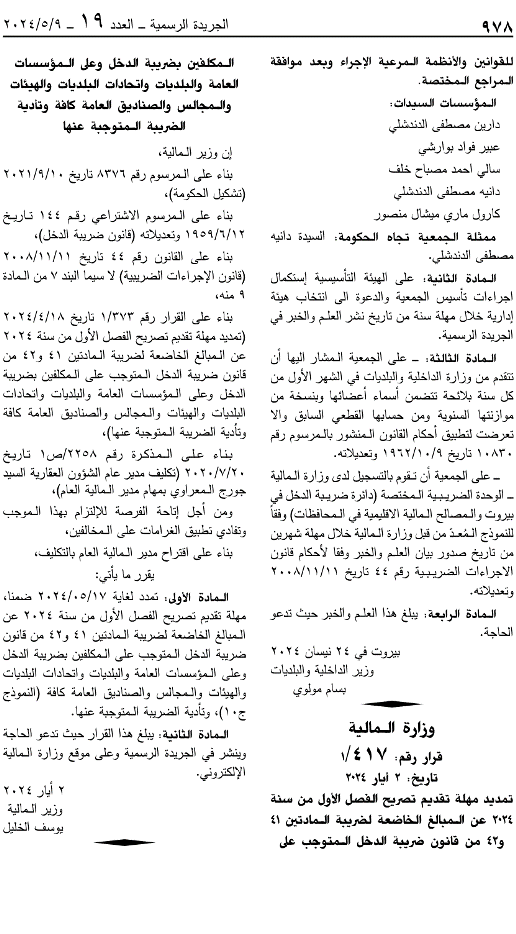 ٩٧٨
الجريدة الرسمية – العدد ١٩ – ٢٠٢٤/٥/٩
للقوانين والأنظمة المرعية الإجراء وبعد موافقة
المراجع المختصة.
المؤسسات السيدات:
دارين مصطفى الدندشلي
عبير فواد بوارشي
سالي احمد مصباح خلف
دانيه مصطفى الدندشلي
كارول ماري ميشال منصور
ممثلة الجمعية تجاه الحكومة: السيدة دانيه
مصطفى الدندشلي.
المادة الثانية: على الهيئة التأسيسية إستكمال
اجراءات تأسيس الجمعية والدعوة الى انتخاب هيئة
إدارية خلال مهلة سنة من تاريخ نشر العلم والخبر في
الجريدة الرسمية.
المادة الثالثة: – على الجمعية المشار اليها أن
تتقدم من وزارة الداخلية والبلديات في الشهر الأول من
كل سنة بلائحة تتضمن أسماء أعضائها وبنسخة من
موازنتها السنوية ومن حسابها القطعي السابق والا
تعرضت لتطبيق أحكام القانون المنشور بالمرسوم رقم
١٠٨٣٠ تاريخ ١٩٦٢/١٠/٩ وتعديلاته.
– على الجمعية أن تقوم بالتسجيل لدى وزارة المالية
– الوحدة الضريبية المختصة (دائرة ضريبة الدخل في
بيروت والمصالح المالية الاقليمية في المحافظات) وفقاً
للنموذج المُعدّ من قبل وزارة المالية خلال مهلة شهرين
من تاريخ صدور بيان العلم والخبر وفقا لأحكام قانون
الاجراءات الضريبية رقم ٤٤ تاريخ ٢٠٠٨/١١/١١
وتعديلاته.
المادة الرابعة: يبلغ هذا العلم والخبر حيث تدعو
الحاجة.
بيروت في ٢٤ نيسان ٢٠٢٤
وزير الداخلية والبلديات
بسام مولوي
وزارة المالية
قرار رقم: ٤١٧/١
تاريخ: ٢ أيار ٢٠٢٤
تمديد مهلة تقديم تصريح الفصل الأول من سنة
٢٠٢٤ عن المبالغ الخاضعة لضريبة المادتين ٤١
و٤٢ من قانون ضريبة الدخل المتوجب على
المكلفين بضريبة الدخل وعلى المؤسسات
العامة والبلديات واتحادات البلديات والهيئات
والمجالس والصناديق العامة كافة وتأدية
الضريبة المتوجبة عنها
إن وزير المالية،
بناء على المرسوم رقم ٨٣٧٦ تاريخ ٢٠٢١/٩/١٠
(تشكيل الحكومة)،
بناء على المرسوم الاشتراعي رقم ١٤٤ تاريخ
١٩٥٩/٦/١٢ وتعديلاته (قانون ضريبة الدخل)،
بناء على القانون رقم ٤٤ تاريخ ٢٠٠٨/١١/١١
(قانون الإجراءات الضريبية) لا سيما البند ٧ من المادة
٩ منه،
بناء على القرار رقم ١/٣٧٣ تاريخ ٢٠٢٤/٤/١٨
(تمديد مهلة تقديم تصريح الفصل الأول من سنة ٢٠٢٤
عن المبالغ الخاضعة لضريبة المادتين ٤١ و٤٢ من
قانون ضريبة الدخل المتوجب على المكلفين بضريبة
الدخل وعلى المؤسسات العامة والبلديات واتحادات
البلديات والهيئات والمجالس والصناديق العامة كافة
وتأدية الضريبة المتوجبة عنها)،
بناء على المذكرة رقم ٢٢٥٨/ص١ تاريخ
٢٠٢٠/٧/٢٠ (تكليف مدير عام الشؤون العقارية السيد
جورج المعراوي بمهام مدير المالية العام)،
ومن أجل إتاحة الفرصة للإلتزام بهذا الموجب
وتفادي تطبيق الغرامات على المخالفين،
بناء على اقتراح مدير المالية العام بالتكليف،
يقرر ما يأتي:
المادة الأولى: تمدد لغاية ٢٠٢٤/٠٥/١٧ ضمنا،
مهلة تقديم تصريح الفصل الأول من سنة ٢٠٢٤ عن
المبالغ الخاضعة لضريبة المادتين ٤١ و٤٢ من قانون
ضريبة الدخل المتوجب على المكلفين بضريبة الدخل
وعلى المؤسسات العامة والبلديات واتحادات البلديات
والهيئات والمجالس والصناديق العامة كافة (النموذج
ج١٠)، وتأدية الضريبة المتوجبة عنها.
المادة الثانية: يبلغ هذا القرار حيث تدعو الحاجة
وينشر في الجريدة الرسمية وعلى موقع وزارة المالية
الإلكتروني.
٢ أيار ٢٠٢٤
وزير المالية
يوسف الخليل